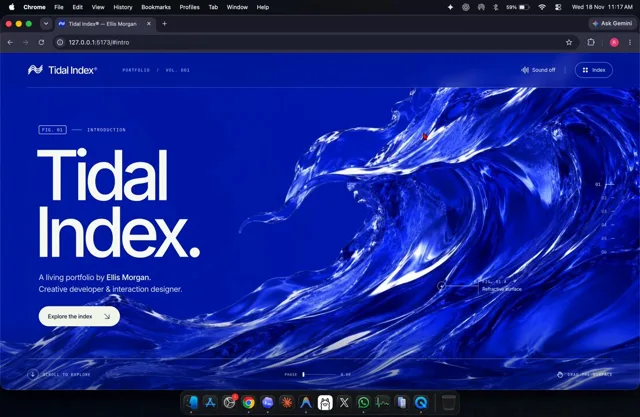 Chrome File Edit View History Bookmarks Profiles Tab Window Help
59% Wed 18 Nov 11:17 AM
Tidal Index® — Ellis Morgan
Ask Gemini
127.0.0.1:5173/#intro
Tidal Index®
PORTFOLIO / VOL. 001
Sound off
Index
FIG. 01 INTRODUCTION
Tidal
Index.
01
A living portfolio by Ellis Morgan.
Creative developer & interaction designer.
Refractive surface
Explore the index
SCROLL TO EXPLORE
PHASE